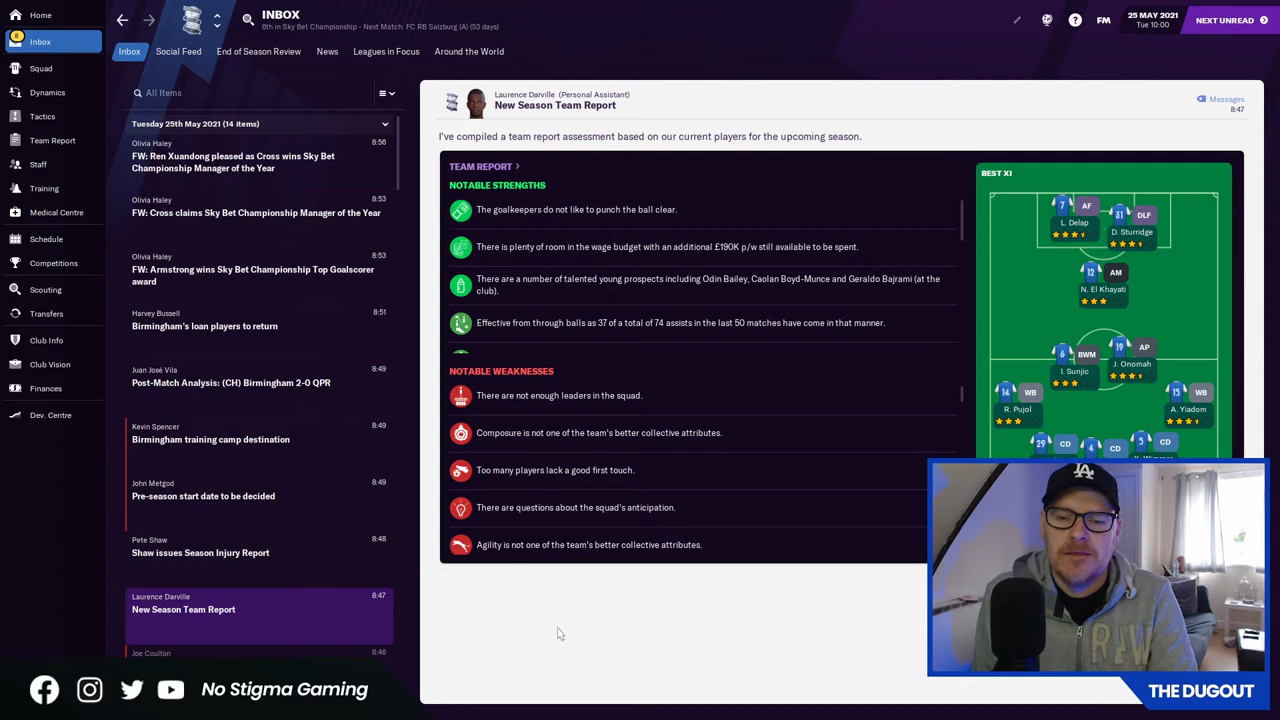 Home
8
Inbox
Squad
Dynamics
Tactics
Team Report
Staff
Training
Medical Centre
Schedule
Competitions
Scouting
Transfers
Club Info
Club Vision
Finances
Dev. Centre
INBOX
6th in Sky Bet Championship - Next Match: FC RB Salzburg (A) (53 days)
FM
25 MAY 2021
Tue 10:00
NEXT UNREAD
Inbox
Social Feed
End of Season Review
News
Leagues in Focus
Around the World
All Items
Tuesday 25th May 2021 (14 items)
Olivia Haley 8:56
FW: Ren Xuandong pleased as Cross wins Sky Bet
Championship Manager of the Year
Olivia Haley 8:53
FW: Cross claims Sky Bet Championship Manager of the Year
Olivia Haley 8:53
FW: Armstrong wins Sky Bet Championship Top Goalscorer
award
Harvey Bussell 8:51
Birmingham's loan players to return
Juan José Vila 8:49
Post-Match Analysis: (CH) Birmingham 2-0 QPR
Kevin Spencer 8:49
Birmingham training camp destination
John Metgod 8:49
Pre-season start date to be decided
Pete Shaw 8:48
Shaw issues Season Injury Report
Laurence Darville 8:47
New Season Team Report
Joe Coulton 8:46
Laurence Darville (Personal Assistant)
New Season Team Report
Messages
8:47
I've compiled a team report assessment based on our current players for the upcoming season.
TEAM REPORT >
NOTABLE STRENGTHS
The goalkeepers do not like to punch the ball clear.
There is plenty of room in the wage budget with an additional £190K p/w still available to be spent.
There are a number of talented young prospects including Odin Bailey, Caolan Boyd-Munce and Geraldo Bajrami (at the
club).
Effective from through balls as 37 of a total of 74 assists in the last 50 matches have come in that manner.
NOTABLE WEAKNESSES
There are not enough leaders in the squad.
Composure is not one of the team's better collective attributes.
Too many players lack a good first touch.
There are questions about the squad's anticipation.
Agility is not one of the team's better collective attributes.
BEST XI
7 AF
L. Delap
31 DLF
D. Sturridge
12 AM
N. El Khayati
6 BWM
I. Sunjic
19 AP
J. Onomah
14 WB
R. Pujol
15 WB
A. Yiadom
29 CD
4 CD
5 CD
LA
RAW
No Stigma Gaming
THE DUGOUT